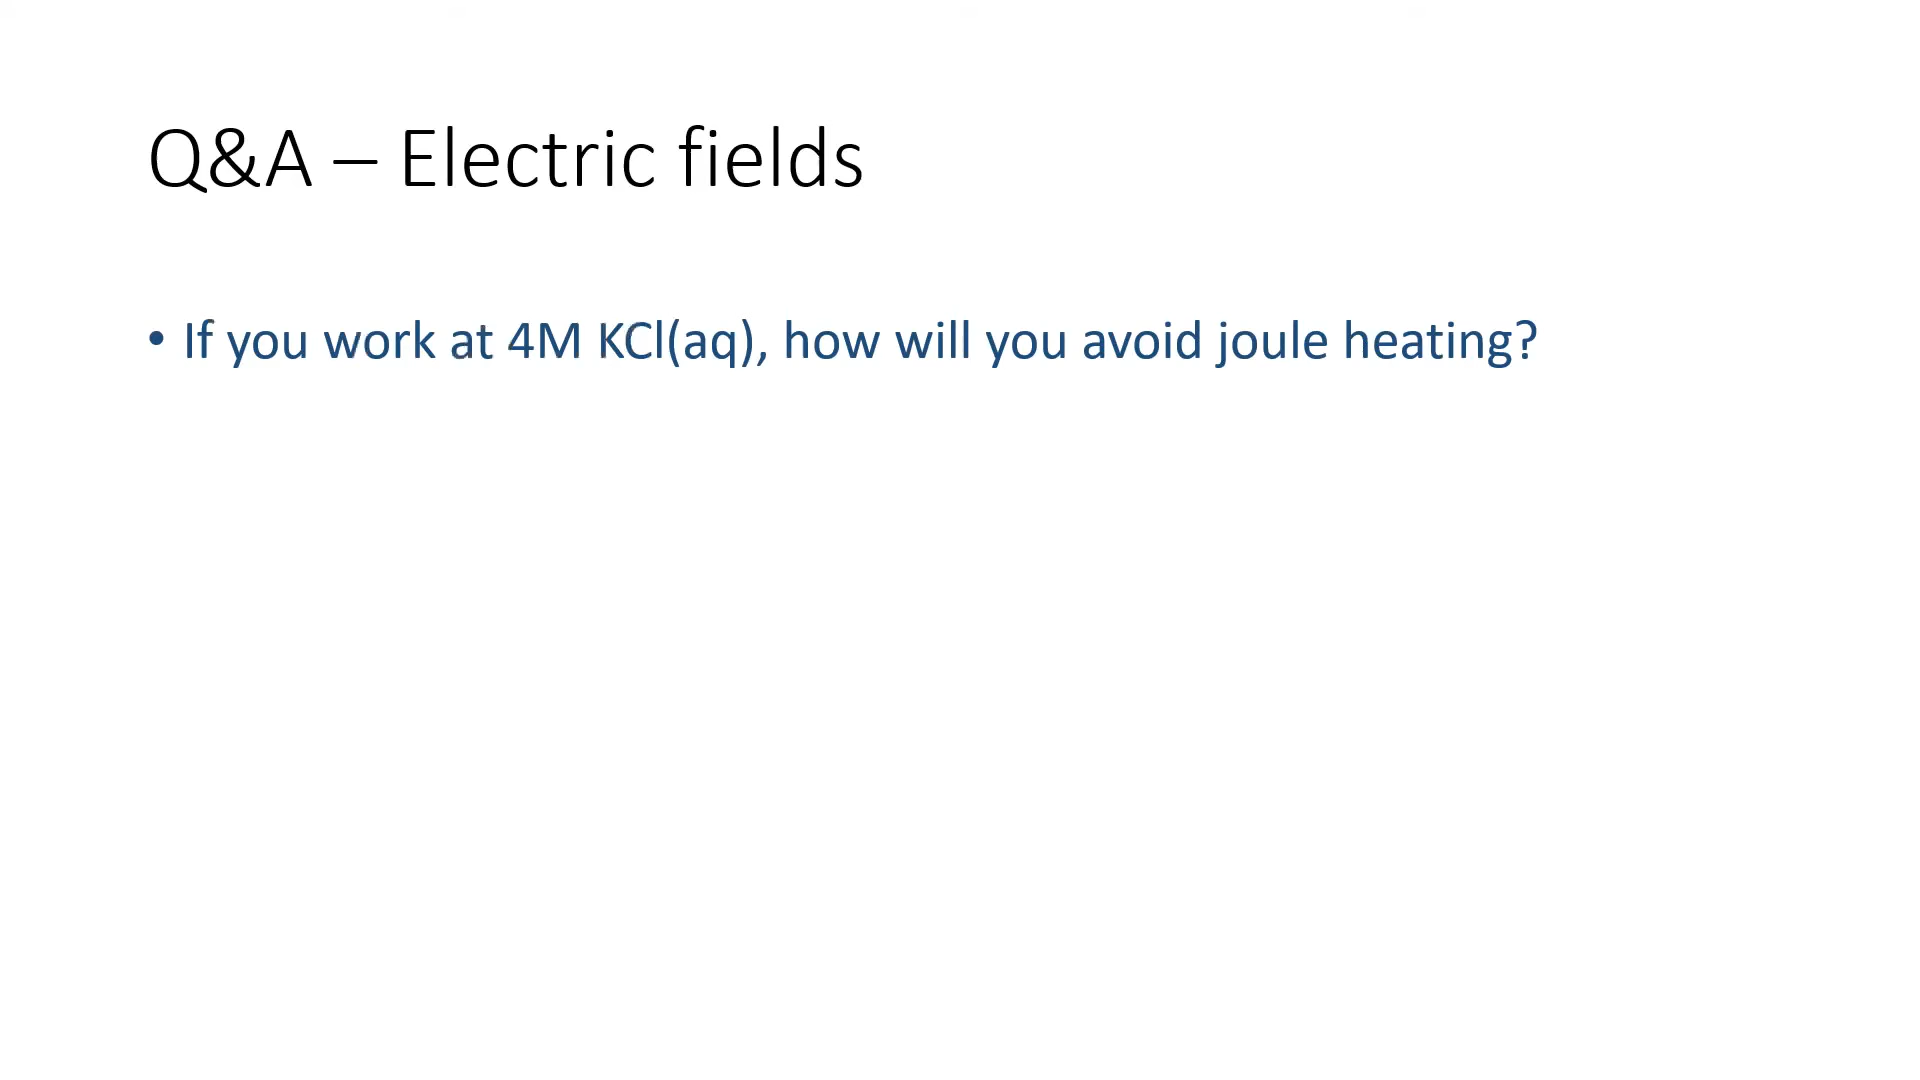 Q&A – Electric fields
• If you work at 4M KCl(aq), how will you avoid joule heating?